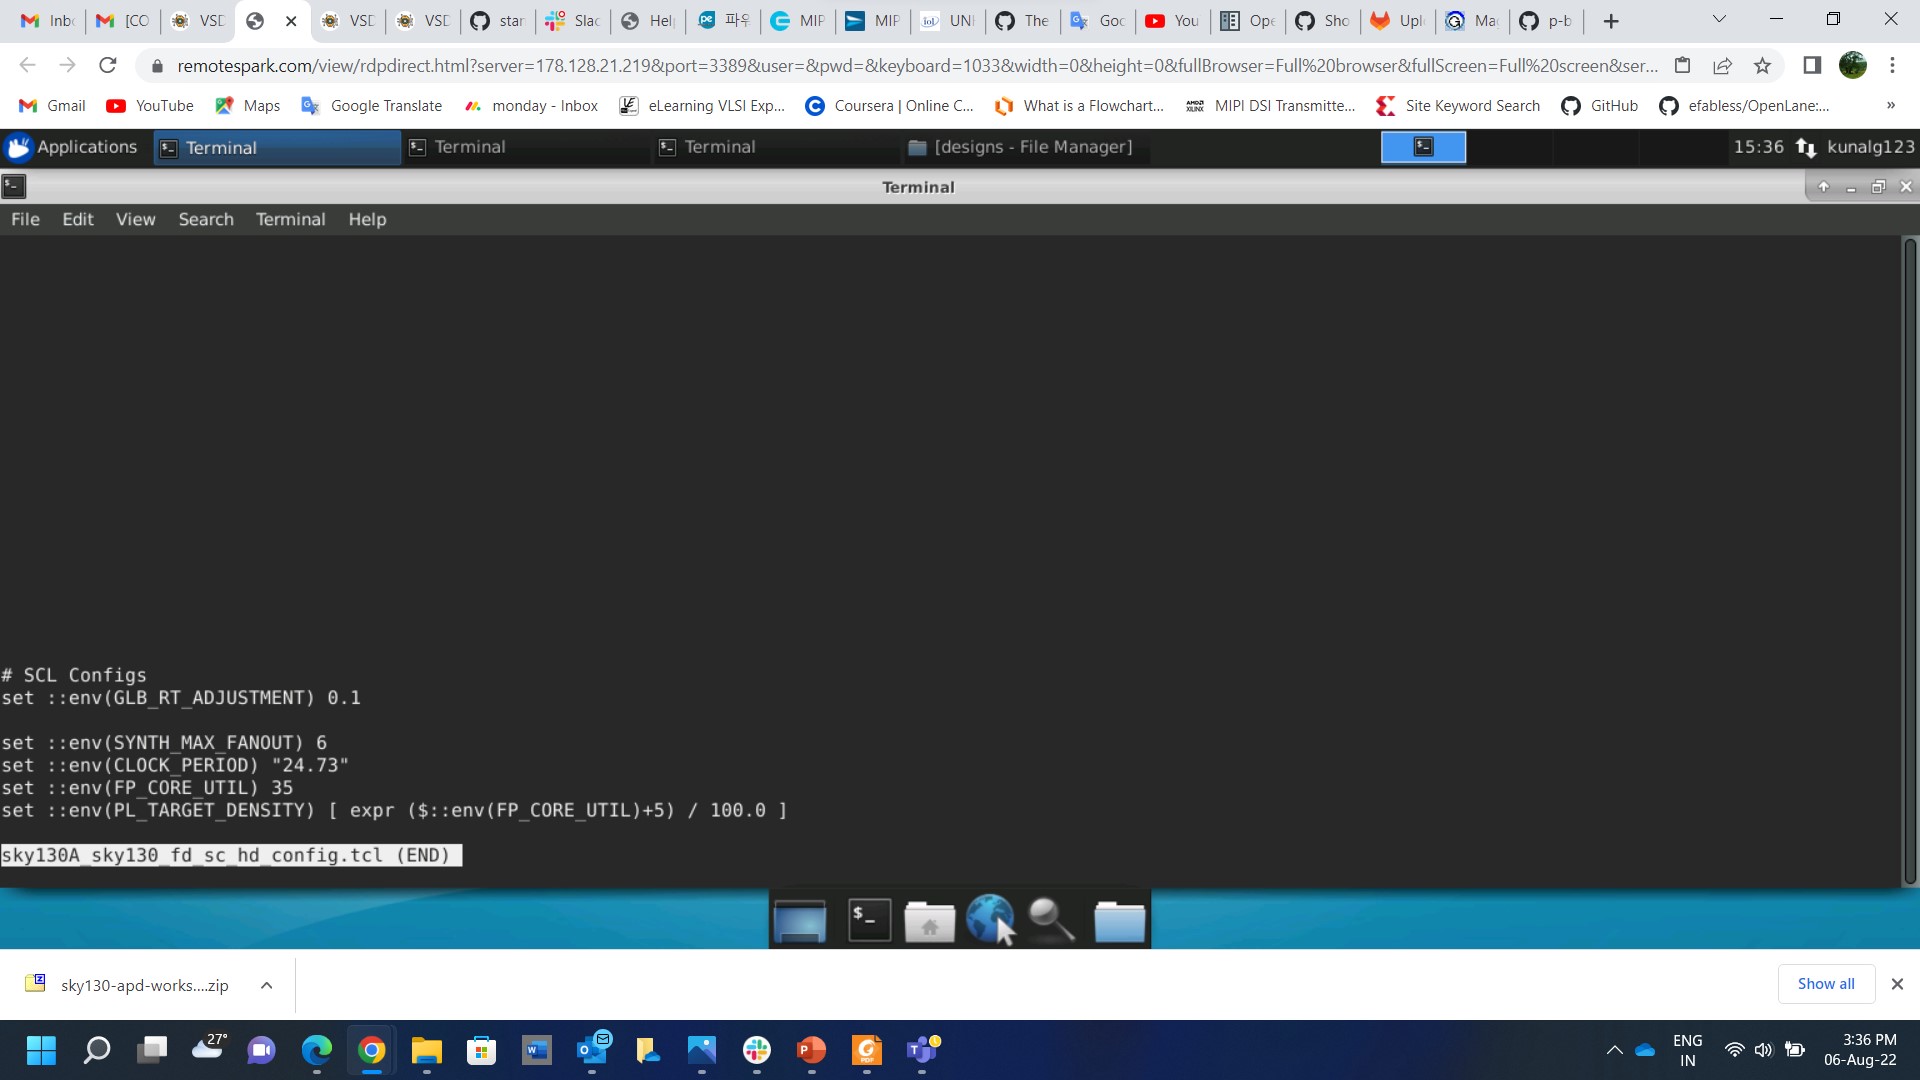 Inb
[CO
VSD
VSD
VSD
star
Slac
Hel
파우
MIP
MIP
UNI
The
Goo
You
Ope
Sho
Upl
Ma
p-b
remotespark.com/view/rdpdirect.html?server=178.128.21.219&port=3389&user=&pwd=&keyboard=1033&width=0&height=0&fullBrowser=Full%20browser&fullScreen=Full%20screen&ser...
Gmail
YouTube
Maps
Google Translate
monday - Inbox
eLearning VLSI Exp...
Coursera | Online C...
What is a Flowchart...
MIPI DSI Transmitte...
Site Keyword Search
GitHub
efabless/OpenLane:...
»
Applications
Terminal
Terminal
Terminal
[designs - File Manager]
15:36
kunalg123
Terminal
File Edit View Search Terminal Help
# SCL Configs
set ::env(GLB_RT_ADJUSTMENT) 0.1
set ::env(SYNTH_MAX_FANOUT) 6
set ::env(CLOCK_PERIOD) "24.73"
set ::env(FP_CORE_UTIL) 35
set ::env(PL_TARGET_DENSITY) [ expr ($::env(FP_CORE_UTIL)+5) / 100.0 ]
sky130A_sky130_fd_sc_hd_config.tcl (END)
sky130-apd-works....zip
Show all
27°
ENG
IN
3:36 PM
06-Aug-22